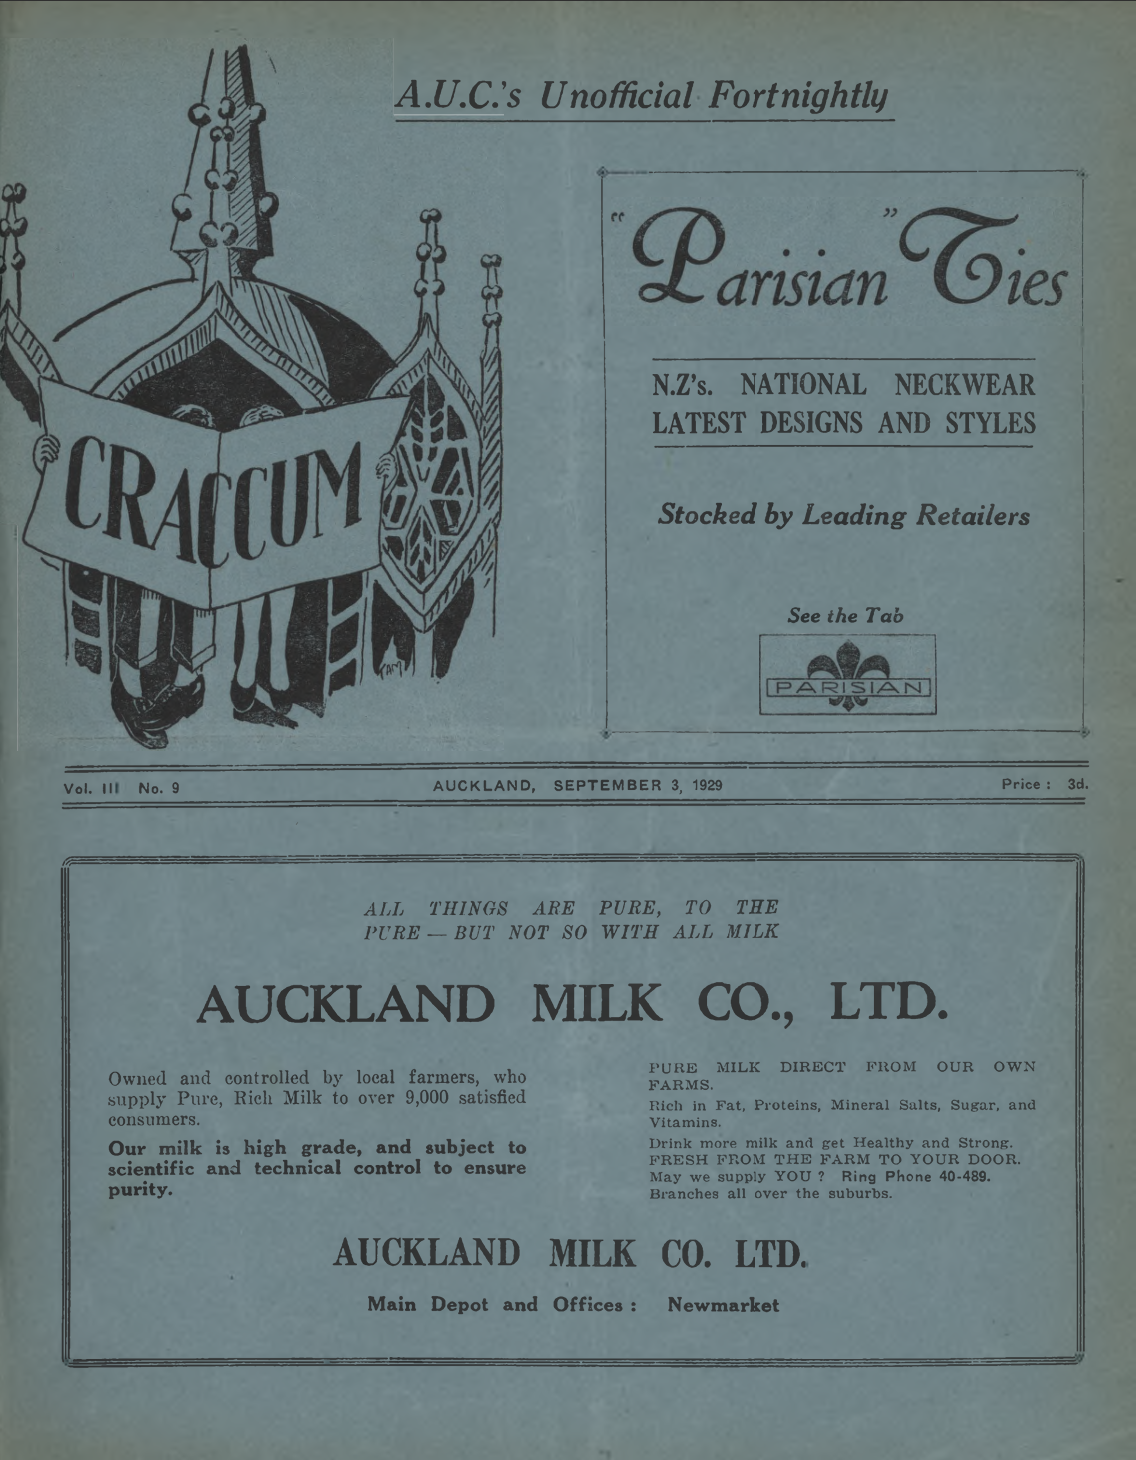 A.U.C.'s Unofficial Fortnightly
CRACCUM
"Parisian" Ties
N.Z's. NATIONAL NECKWEAR
LATEST DESIGNS AND STYLES
Stocked by Leading Retailers
See the Tab
PARISIAN
Vol. III No. 9 AUCKLAND, SEPTEMBER 3, 1929 Price : 3d.
ALL THINGS ARE PURE, TO THE
PURE — BUT NOT SO WITH ALL MILK
AUCKLAND MILK CO., LTD.
Owned and controlled by local farmers, who
supply Pure, Rich Milk to over 9,000 satisfied
consumers.
Our milk is high grade, and subject to
scientific and technical control to ensure
purity.
PURE MILK DIRECT FROM OUR OWN
FARMS.
Rich in Fat, Proteins, Mineral Salts, Sugar, and
Vitamins.
Drink more milk and get Healthy and Strong.
FRESH FROM THE FARM TO YOUR DOOR.
May we supply YOU ? Ring Phone 40-489.
Branches all over the suburbs.
AUCKLAND MILK CO. LTD.
Main Depot and Offices : Newmarket